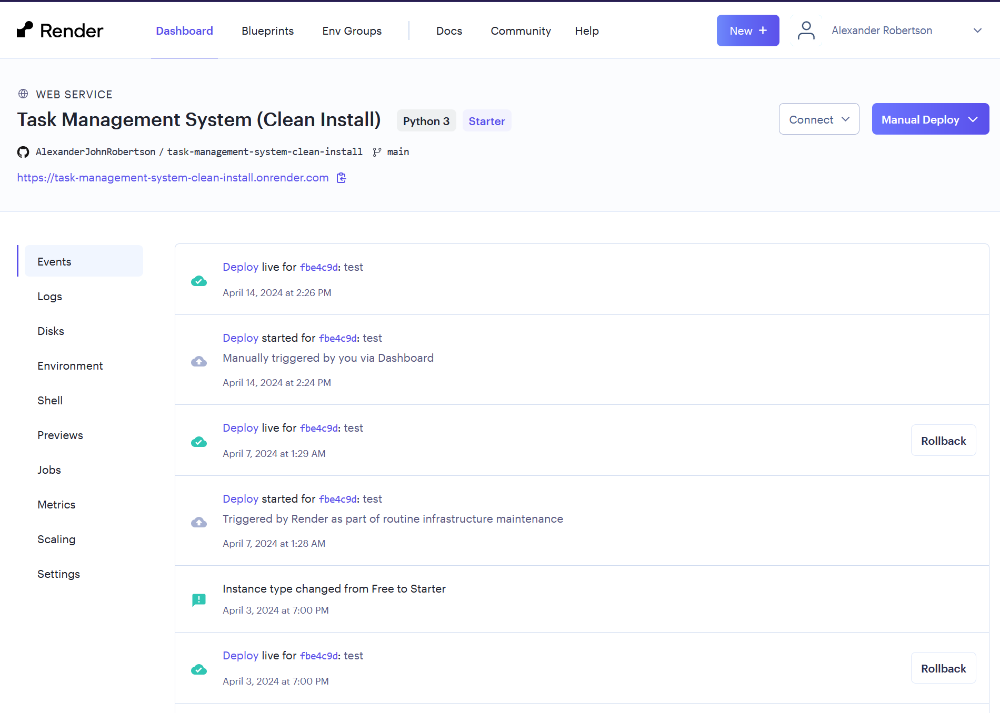 Render
Dashboard
Blueprints
Env Groups
Docs
Community
Help
New +
Alexander Robertson
WEB SERVICE
Task Management System (Clean Install)
Python 3
Starter
Connect
Manual Deploy
AlexanderJohnRobertson / task-management-system-clean-install
main
https://task-management-system-clean-install.onrender.com
Events
Logs
Disks
Environment
Shell
Previews
Jobs
Metrics
Scaling
Settings
Deploy live for fbe4c9d: test
April 14, 2024 at 2:26 PM
Deploy started for fbe4c9d: test
Manually triggered by you via Dashboard
April 14, 2024 at 2:24 PM
Deploy live for fbe4c9d: test
April 7, 2024 at 1:29 AM
Rollback
Deploy started for fbe4c9d: test
Triggered by Render as part of routine infrastructure maintenance
April 7, 2024 at 1:28 AM
Instance type changed from Free to Starter
April 3, 2024 at 7:00 PM
Deploy live for fbe4c9d: test
April 3, 2024 at 7:00 PM
Rollback